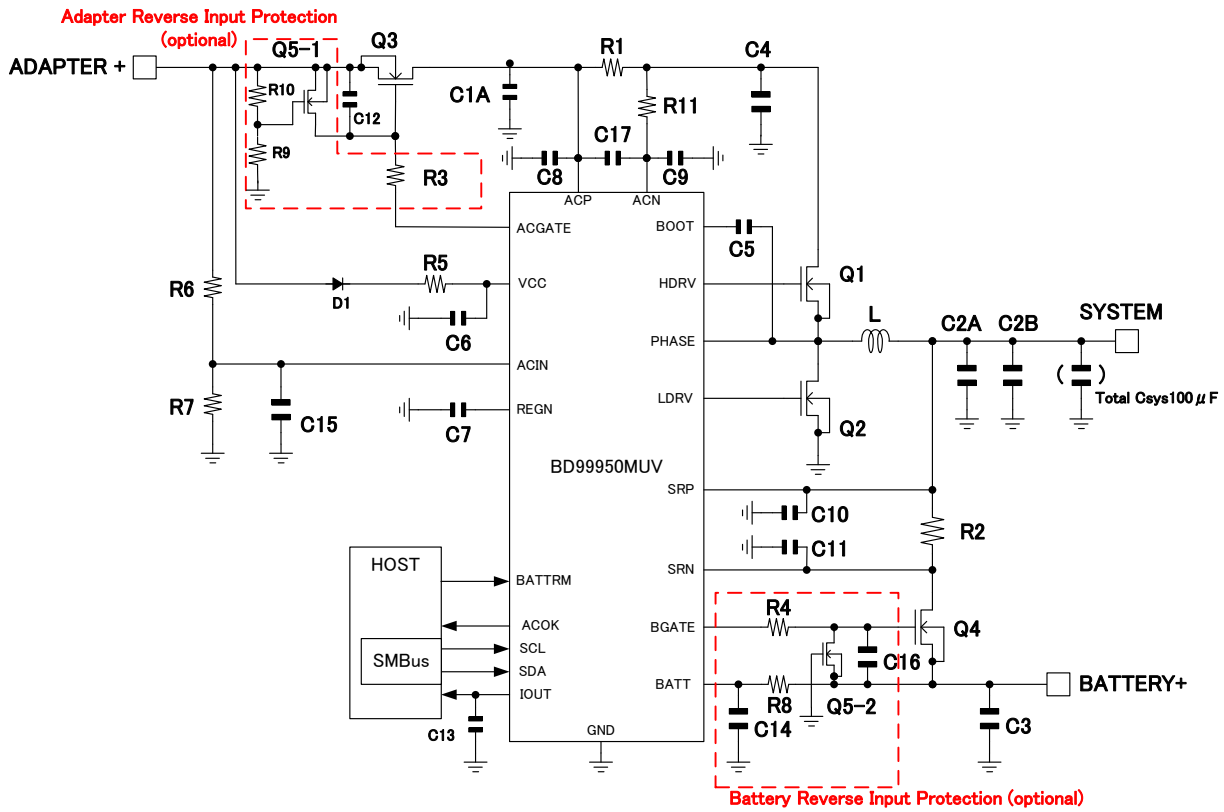 Adapter Reverse Input Protection
(optional)
Q5-1
Q3
R1
C4
ADAPTER +
R10
C12
C1A
R11
R9
C17
R3
C8
C9
ACP
ACN
ACGATE
BOOT
C5
R5
VCC
HDRV
Q1
R6
D1
L
C2A
C2B
SYSTEM
C6
PHASE
ACIN
LDRV
( )
Total Csys100μF
R7
C15
REGN
C7
Q2
BD99950MUV
SRP
C10
R2
C11
HOST
SRN
BATTRM
R4
ACOK
BGATE
Q4
SCL
SMBus
C16
SDA
BATT
BATTERY+
IOUT
R8
Q5-2
C13
GND
C14
C3
Battery Reverse Input Protection (optional)